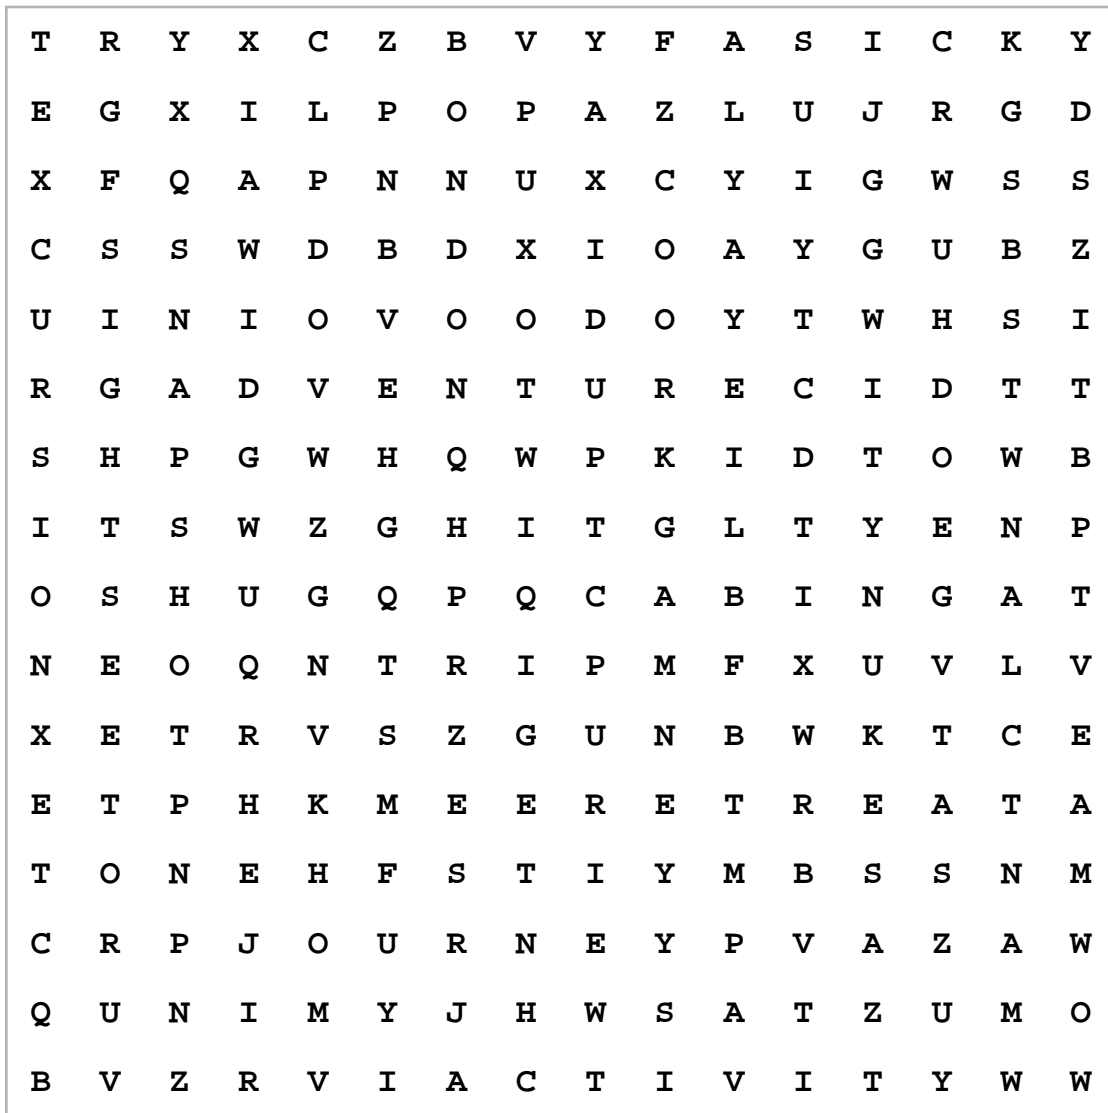 T R Y X C Z B V Y F A S I C K Y
E G X I L P O P A Z L U J R G D
X F Q A P N N U X C Y I G W S S
C S S W D B D X I O A Y G U B Z
U I N I O V O O D O Y T W H S I
R G A D V E N T U R E C I D T T
S H P G W H Q W P K I D T O W B
I T S W Z G H I T G L T Y E N P
O S H U G Q P Q C A B I N G A T
N E O Q N T R I P M F X U V L V
X E T R V S Z G U N B W K T C E
E T P H K M E E R E T R E A T A
T O N E H F S T I Y M B S S N M
C R P J O U R N E Y P V A Z A W
Q U N I M Y J H W S A T Z U M O
B V Z R V I A C T I V I T Y W W